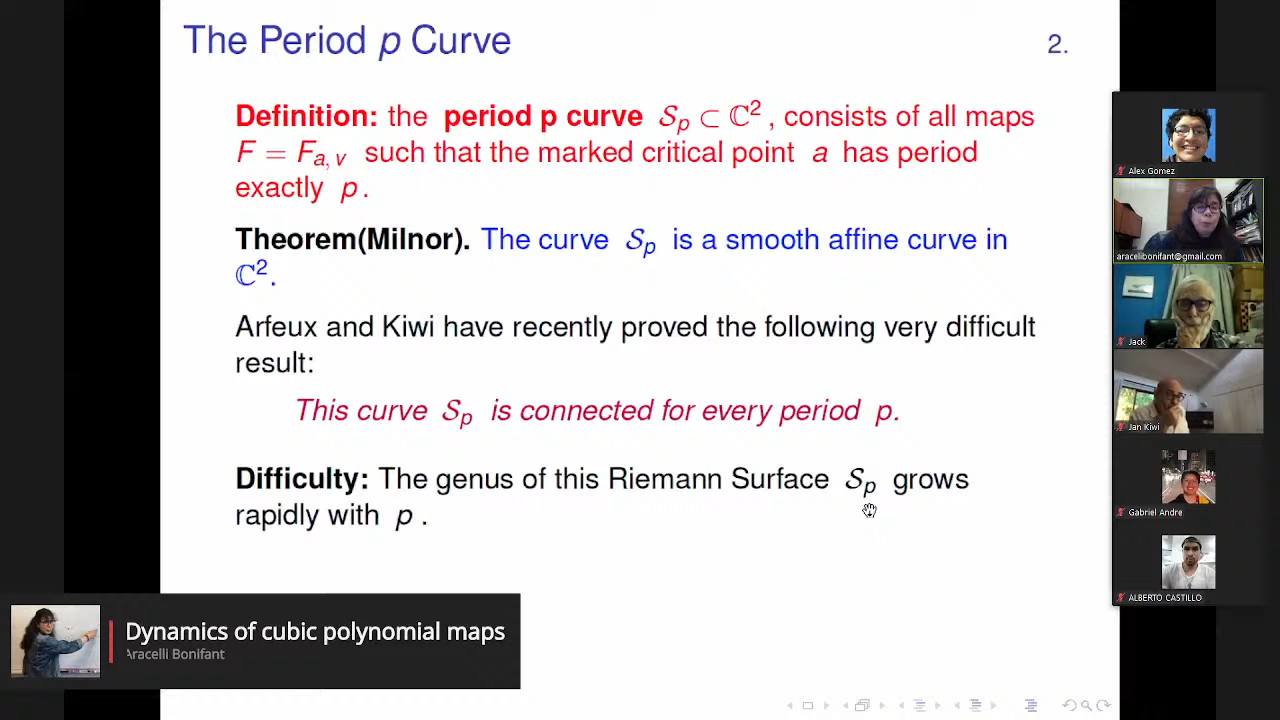 The Period p Curve 2.
Definition: the period p curve 𝒮ₚ ⊂ ℂ², consists of all maps
F = Fₐ,ᵥ such that the marked critical point a has period
exactly p.
Theorem(Milnor). The curve 𝒮ₚ is a smooth affine curve in
ℂ².
Arfeux and Kiwi have recently proved the following very difficult
result:
This curve 𝒮ₚ is connected for every period p.
Difficulty: The genus of this Riemann Surface 𝒮ₚ grows
rapidly with p.
Dynamics of cubic polynomial maps
Aracelli Bonifant
Alex Gomez
aracelibonifant@gmail.com
Jack
Jan Kiwi
Gabriel Andre
ALBERTO CASTILLO